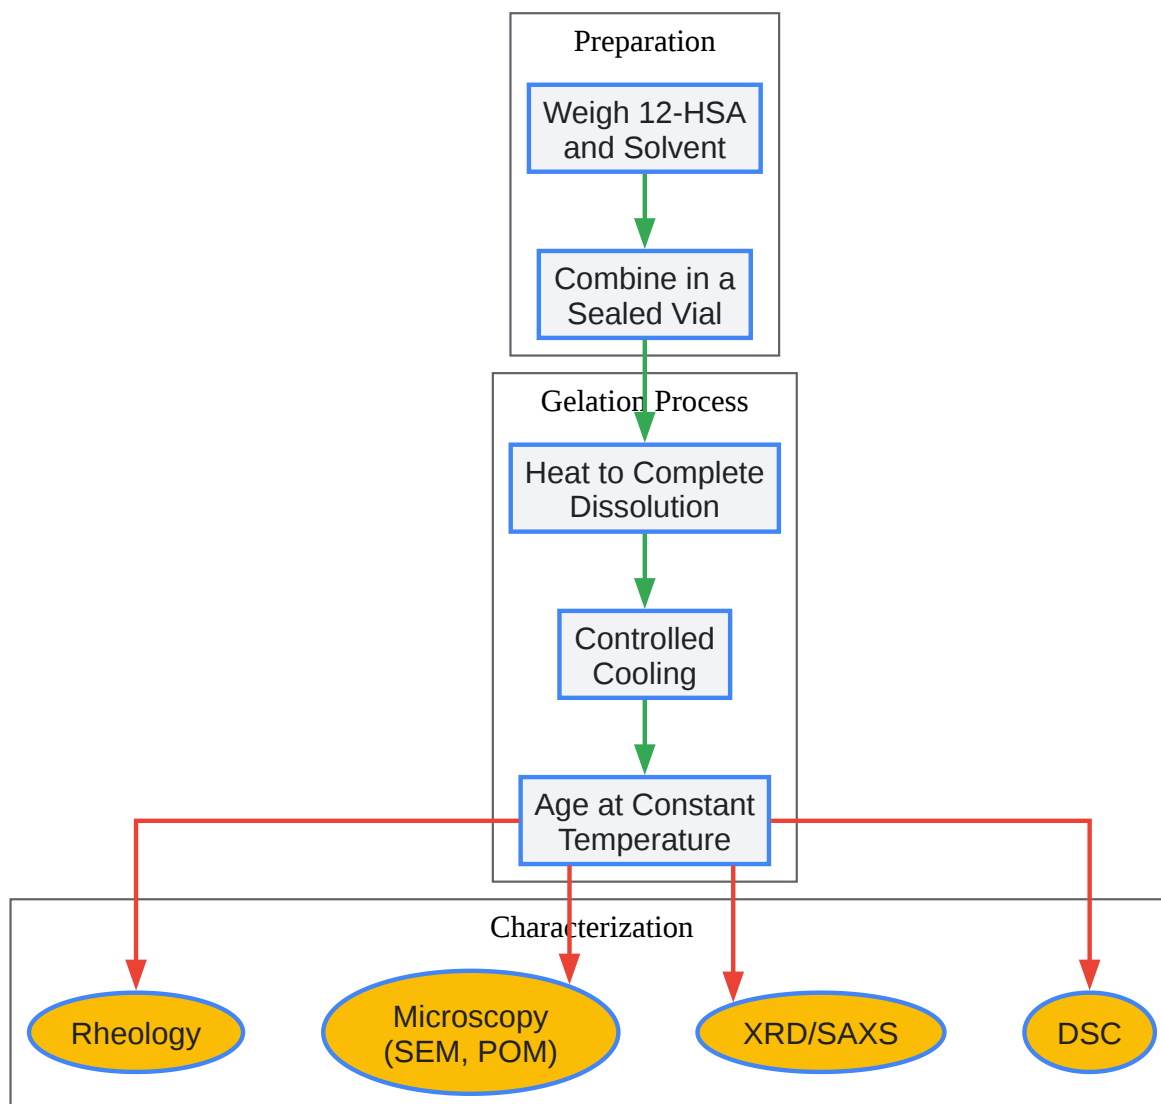 Preparation
Weigh 12-HSA
and Solvent
Combine in a
Sealed Vial
Gelation Process
Heat to Complete
Dissolution
Controlled
Cooling
Age at Constant
Temperature
Characterization
Rheology
Microscopy
(SEM, POM)
XRD/SAXS
DSC